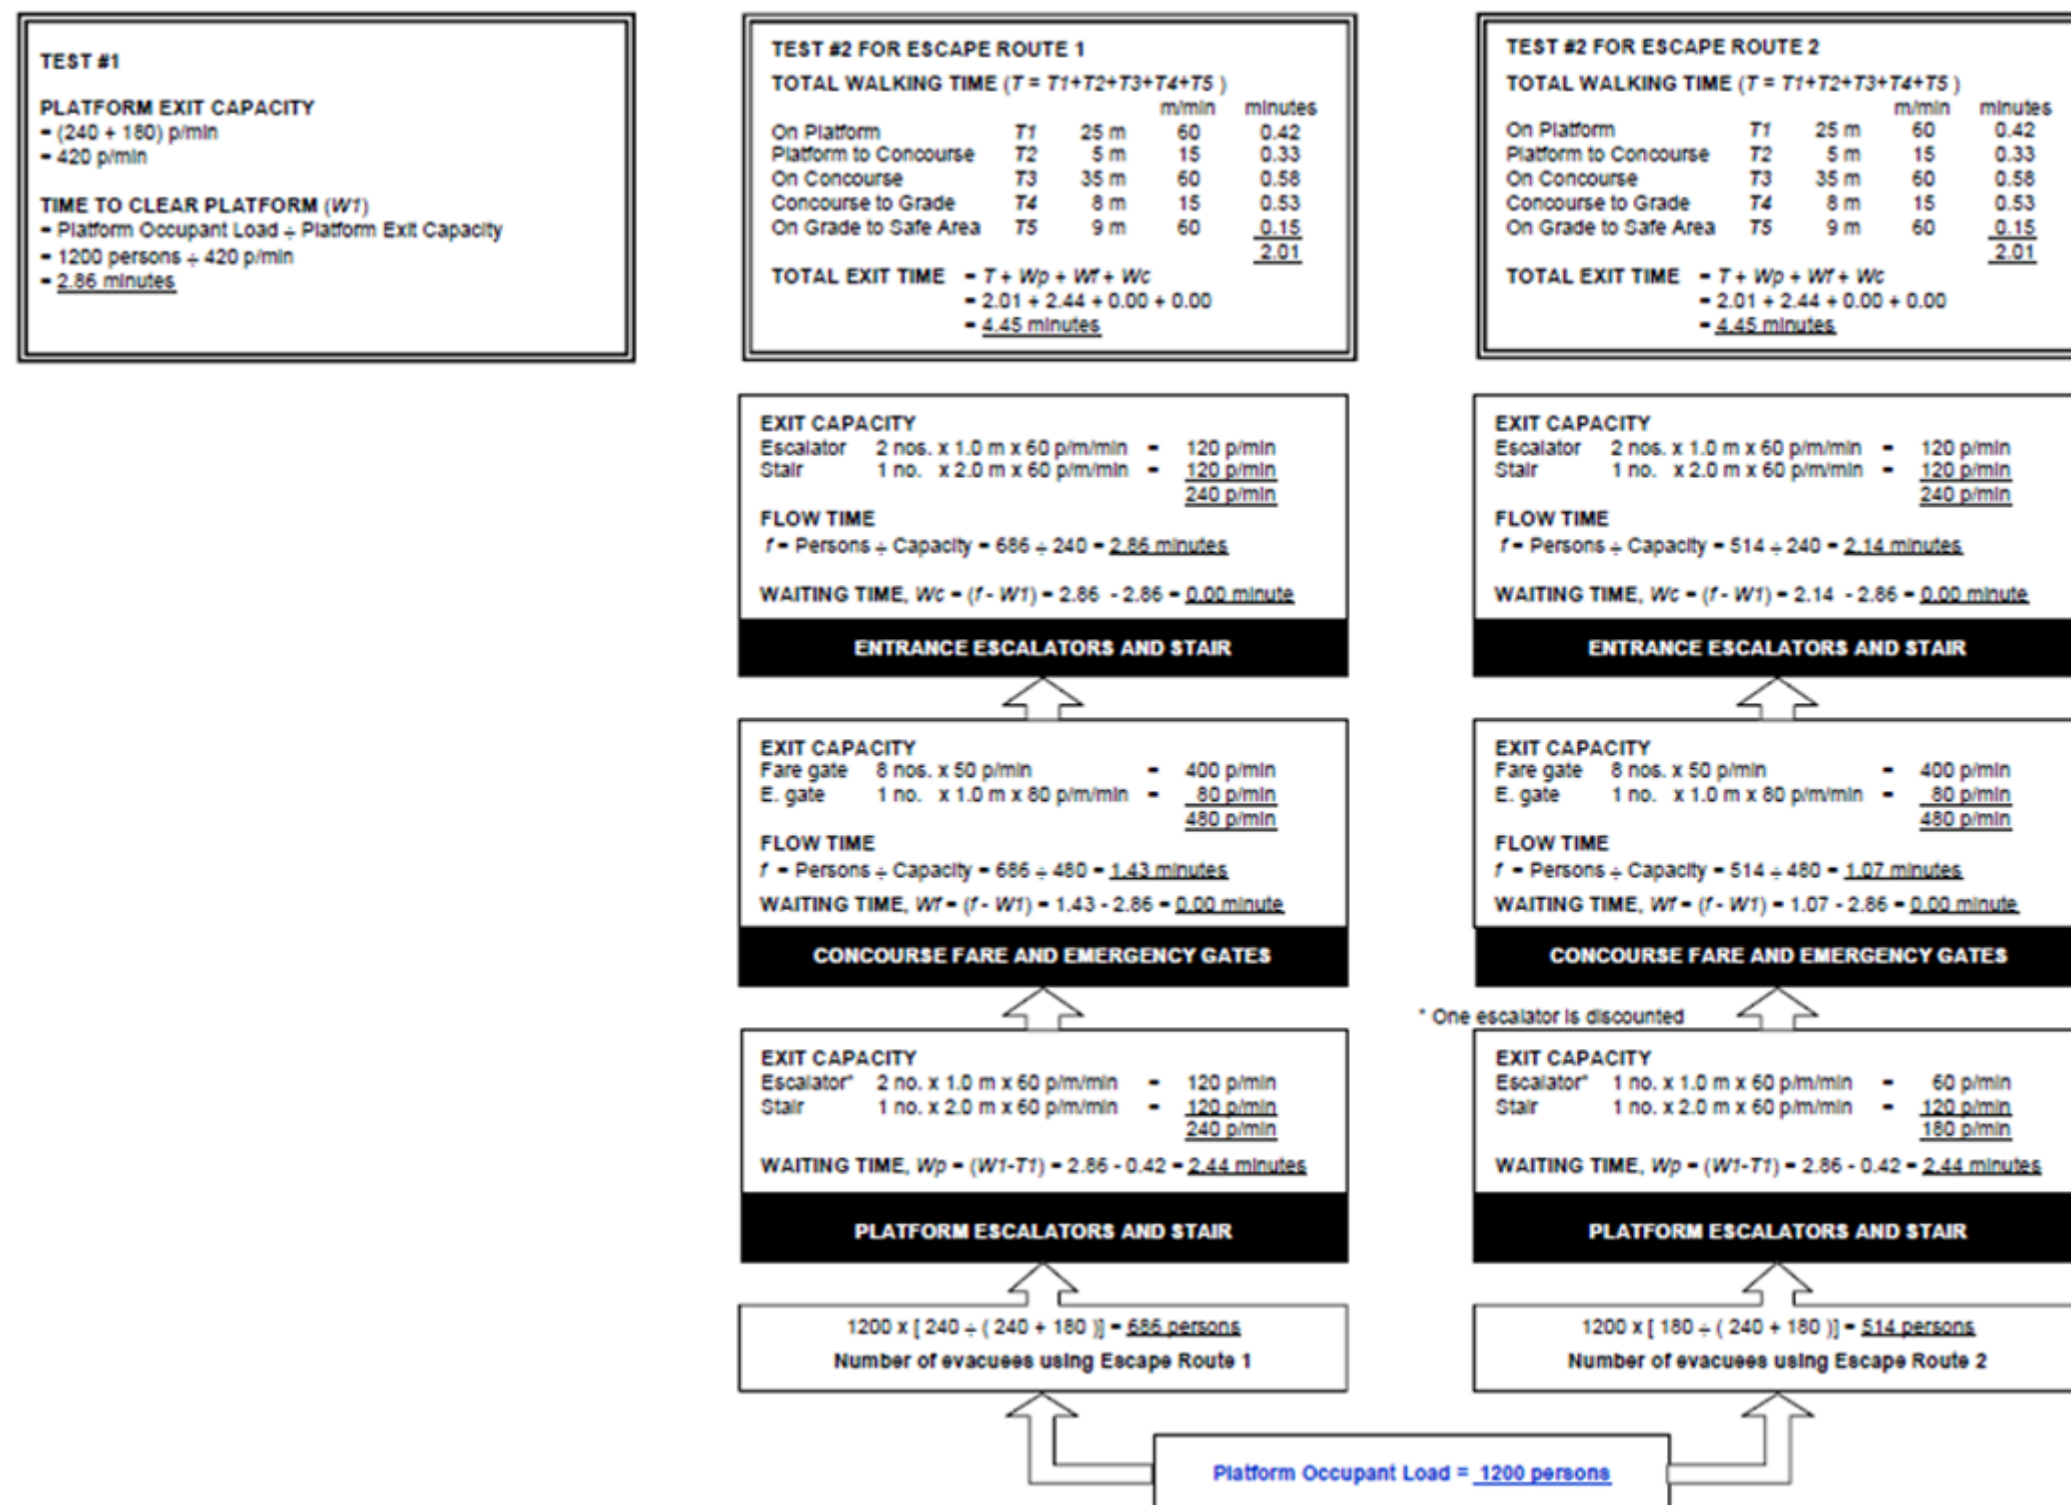 TEST #1
PLATFORM EXIT CAPACITY
= (240 + 180) p/min
= 420 p/min
TIME TO CLEAR PLATFORM (W1)
= Platform Occupant Load ÷ Platform Exit Capacity
= 1200 persons ÷ 420 p/min
= 2.86 minutes
TEST #2 FOR ESCAPE ROUTE 1
TOTAL WALKING TIME (T = T1+T2+T3+T4+T5 )
m/min minutes
On Platform T1 25 m 60 0.42
Platform to Concourse T2 5 m 15 0.33
On Concourse T3 35 m 60 0.58
Concourse to Grade T4 8 m 15 0.53
On Grade to Safe Area T5 9 m 60 0.15
2.01
TOTAL EXIT TIME = T + Wp + Wf + Wc
= 2.01 + 2.44 + 0.00 + 0.00
= 4.45 minutes
TEST #2 FOR ESCAPE ROUTE 2
TOTAL WALKING TIME (T = T1+T2+T3+T4+T5 )
m/min minutes
On Platform T1 25 m 60 0.42
Platform to Concourse T2 5 m 15 0.33
On Concourse T3 35 m 60 0.58
Concourse to Grade T4 8 m 15 0.53
On Grade to Safe Area T5 9 m 60 0.15
2.01
TOTAL EXIT TIME = T + Wp + Wf + Wc
= 2.01 + 2.44 + 0.00 + 0.00
= 4.45 minutes
EXIT CAPACITY
Escalator 2 nos. x 1.0 m x 60 p/m/min = 120 p/min
Stair 1 no. x 2.0 m x 60 p/m/min = 120 p/min
240 p/min
FLOW TIME
f = Persons ÷ Capacity = 686 ÷ 240 = 2.86 minutes
WAITING TIME, Wc = (f - W1) = 2.86 - 2.86 = 0.00 minute
ENTRANCE ESCALATORS AND STAIR
EXIT CAPACITY
Escalator 2 nos. x 1.0 m x 60 p/m/min = 120 p/min
Stair 1 no. x 2.0 m x 60 p/m/min = 120 p/min
240 p/min
FLOW TIME
f = Persons ÷ Capacity = 514 ÷ 240 = 2.14 minutes
WAITING TIME, Wc = (f - W1) = 2.14 - 2.86 = 0.00 minute
ENTRANCE ESCALATORS AND STAIR
EXIT CAPACITY
Fare gate 8 nos. x 50 p/min = 400 p/min
E. gate 1 no. x 1.0 m x 80 p/m/min = 80 p/min
480 p/min
FLOW TIME
f = Persons ÷ Capacity = 686 ÷ 480 = 1.43 minutes
WAITING TIME, Wf = (f - W1) = 1.43 - 2.86 = 0.00 minute
CONCOURSE FARE AND EMERGENCY GATES
EXIT CAPACITY
Fare gate 8 nos. x 50 p/min = 400 p/min
E. gate 1 no. x 1.0 m x 80 p/m/min = 80 p/min
480 p/min
FLOW TIME
f = Persons ÷ Capacity = 514 ÷ 480 = 1.07 minutes
WAITING TIME, Wf = (f - W1) = 1.07 - 2.86 = 0.00 minute
CONCOURSE FARE AND EMERGENCY GATES
* One escalator is discounted
EXIT CAPACITY
Escalator* 2 no. x 1.0 m x 60 p/m/min = 120 p/min
Stair 1 no. x 2.0 m x 60 p/m/min = 120 p/min
240 p/min
WAITING TIME, Wp = (W1-T1) = 2.86 - 0.42 = 2.44 minutes
PLATFORM ESCALATORS AND STAIR
EXIT CAPACITY
Escalator* 1 no. x 1.0 m x 60 p/m/min = 60 p/min
Stair 1 no. x 2.0 m x 60 p/m/min = 120 p/min
180 p/min
WAITING TIME, Wp = (W1-T1) = 2.86 - 0.42 = 2.44 minutes
PLATFORM ESCALATORS AND STAIR
1200 x [ 240 ÷ ( 240 + 180 )] = 686 persons
Number of evacuees using Escape Route 1
1200 x [ 180 ÷ ( 240 + 180 )] = 514 persons
Number of evacuees using Escape Route 2
Platform Occupant Load = 1200 persons